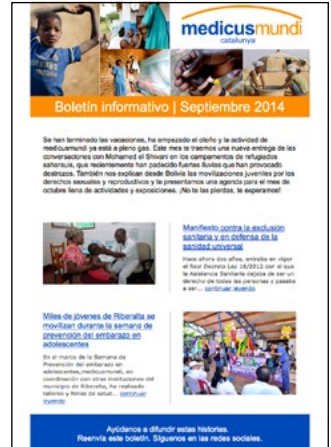 medicusmundi
catalunya
Boletín informativo | Septiembre 2014
Se han terminado las vacaciones, ha empezado el otoño y la actividad de
medicusmundi ya está a pleno gas. Este mes te traemos una nueva entrega de las
conversaciones con Mohamed el Shivani en los campamentos de refugiados
saharauis, que recientemente han padecido fuertes lluvias que han provocado
destrozos. También nos explican desde Bolivia las movilizaciones juveniles por los
derechos sexuales y reproductivos y te presentamos una agenda para el mes de
octubre llena de actividades y exposiciones. ¡No te las pierdas, te esperamos!
Manifiesto contra la exclusión
sanitaria y en defensa de la
sanidad universal
Hace ahora dos años, entraba en vigor
el Real Decreto Ley 16/2012 con el que
la Asistencia Sanitaria dejaba de ser un
derecho de todas las personas y pasaba
a ser... continuar leyendo
Miles de jóvenes de Riberalta se
movilizan durante la semana de
prevención del embarazo en
adolescentes
En el marco de la Semana de
Prevención del embarazo en
adolescentes, medicusmundi, en
coordinación con otras instituciones del
municipio de Riberalta, ha realizado
talleres y ferias de salud... continuar
leyendo
Ayúdanos a difundir estas historias.
Reenvía este boletín. Síguenos en las redes sociales.